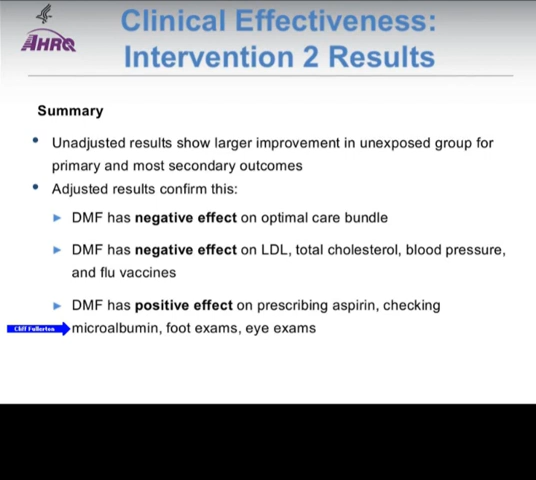 AHRQ
Clinical Effectiveness:
Intervention 2 Results
Summary
• Unadjusted results show larger improvement in unexposed group for
primary and most secondary outcomes
• Adjusted results confirm this:
► DMF has negative effect on optimal care bundle
► DMF has negative effect on LDL, total cholesterol, blood pressure,
and flu vaccines
► DMF has positive effect on prescribing aspirin, checking
Cliff Fullerton
microalbumin, foot exams, eye exams